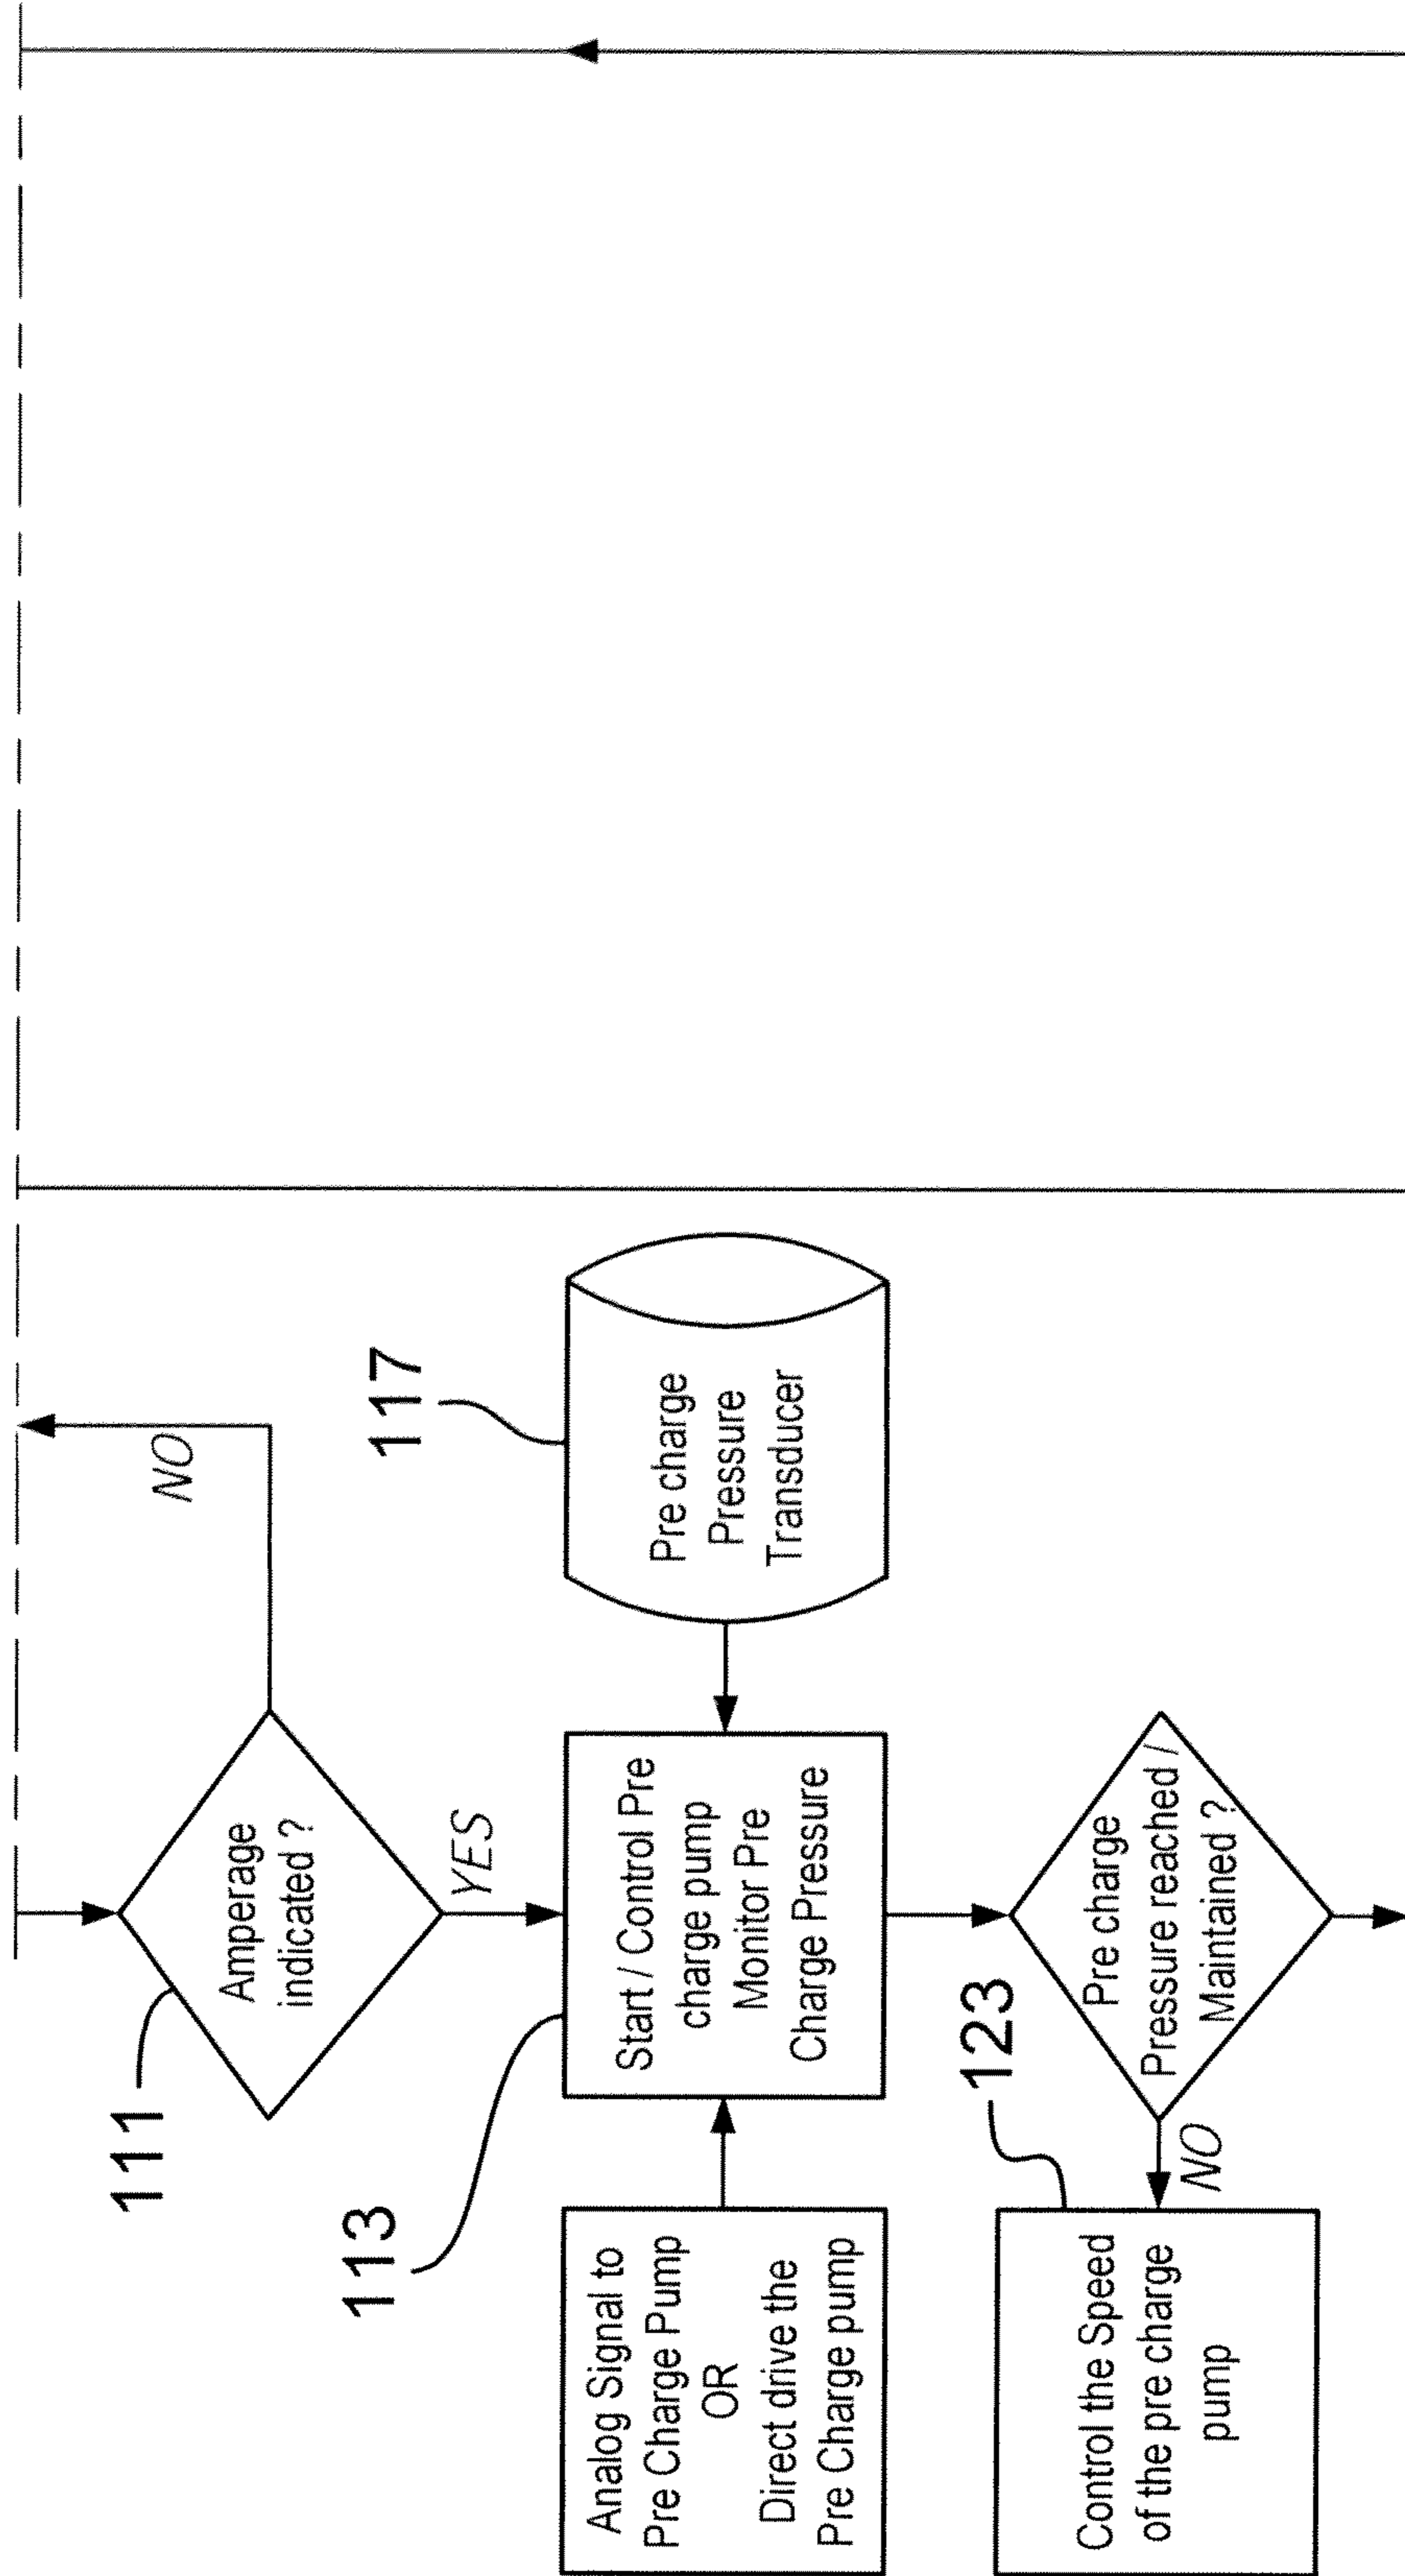 111
Amperage
indicated ?
NO
YES
113
117
Analog Signal to
Pre Charge Pump
OR
Direct drive the
Pre Charge pump
Start / Control Pre
charge pump
Monitor Pre
Charge Pressure
Pre charge
Pressure
Transducer
123
Control the Speed
of the pre charge
pump
NO
Pre charge
Pressure reached /
Maintained ?